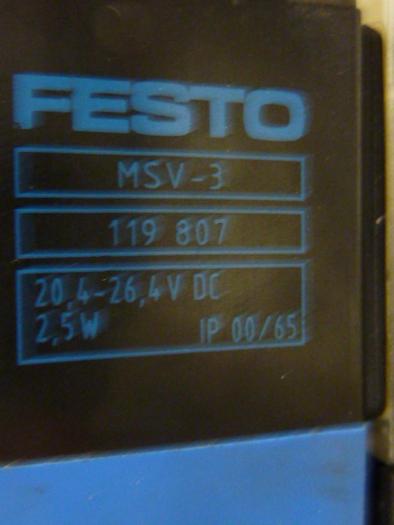 FESTO
MSV-3
119 807
20,4-26,4V DC
2,5W IP 00/65